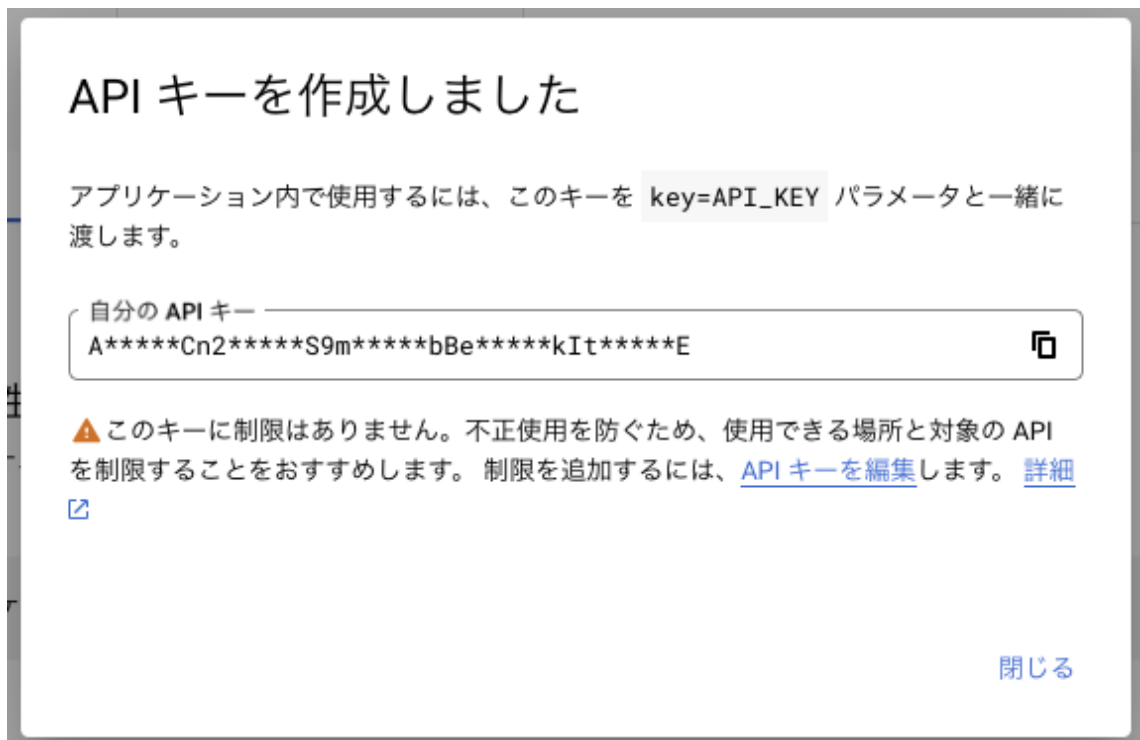 API キーを作成しました
アプリケーション内で使用するには、このキーを key=API_KEY パラメータと一緒に
渡します。
自分の API キー
A*****Cn2*****S9m*****bBe*****kIt*****E
このキーに制限はありません。不正使用を防ぐため、使用できる場所と対象の API
を制限することをおすすめします。 制限を追加するには、API キーを編集します。 詳細
閉じる